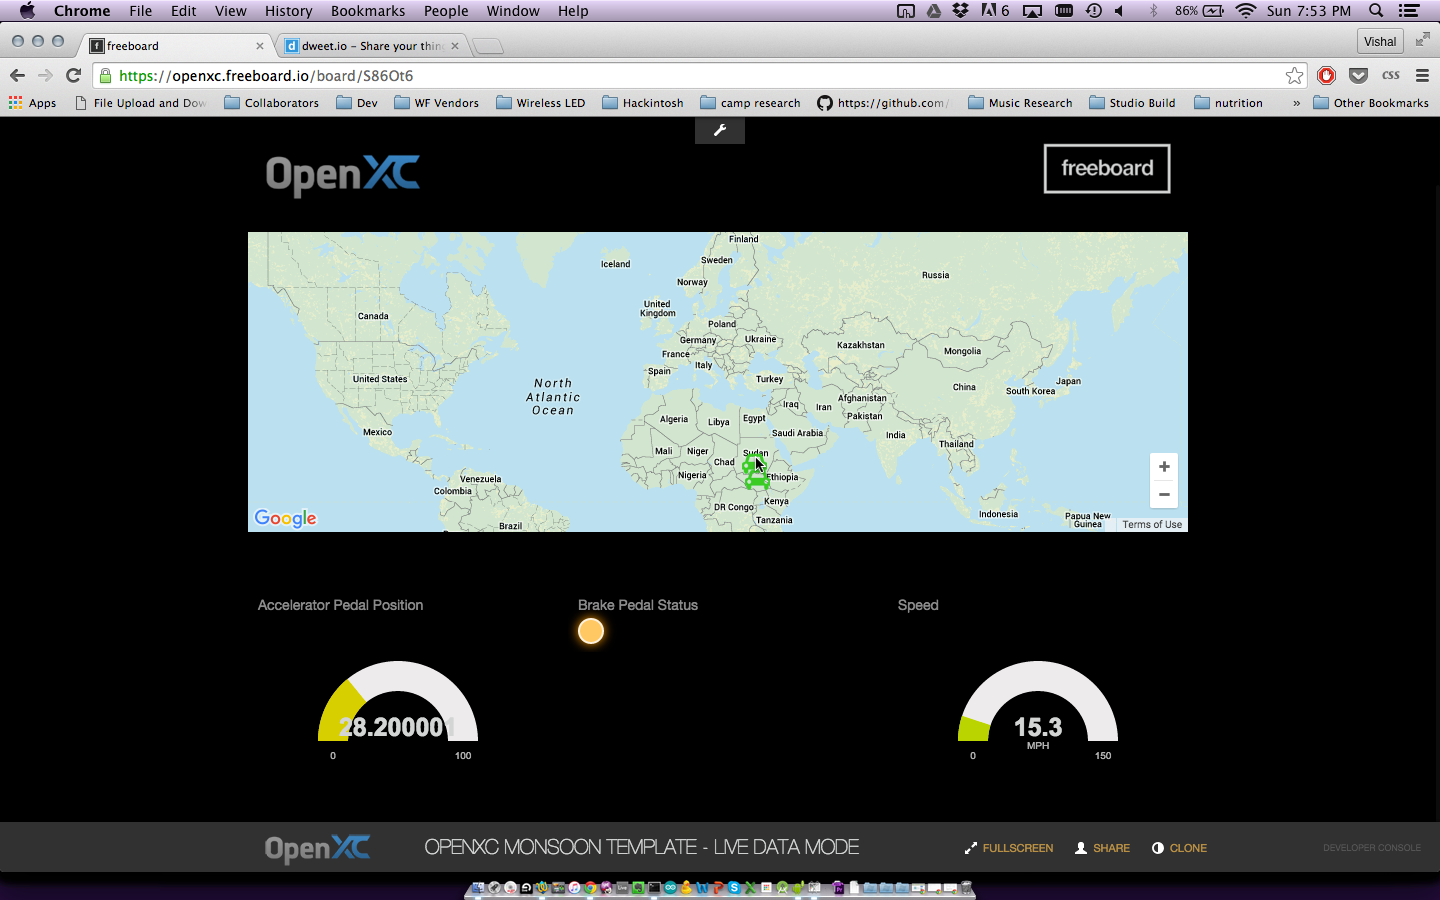 Chrome File Edit View History Bookmarks People Window Help 6 86% Sun 7:53 PM
freeboard dweet.io - Share your thin Vishal
https://openxc.freeboard.io/board/S86Ot6 css
Apps File Upload and Dow Collaborators Dev WF Vendors Wireless LED Hackintosh camp research https://github.com/ Music Research Studio Build nutrition » Other Bookmarks
OpenXC freeboard
Finland
Iceland
Sweden
Russia
Norway
United
Kingdom
Canada
Poland
Germany
Ukraine
Kazakhstan
Mongolia
France
Italy
Spain
United States
Turkey
China
Japan
South Korea
North
Atlantic
Ocean
Iraq
Iran
Afghanistan
Pakistan
Algeria
Libya
Egypt
Saudi Arabia
India
Mexico
Thailand
Mali
Niger
Chad
Sudan
Nigeria
Ethiopia
Venezuela
Colombia
Kenya
DR Congo
Tanzania
Brazil
Indonesia
Papua New
Guinea
+
−
Google Terms of Use
Accelerator Pedal Position Brake Pedal Status Speed
28.200001 15.3
MPH
0 100 0 150
OpenXC OPENXC MONSOON TEMPLATE - LIVE DATA MODE FULLSCREEN SHARE CLONE DEVELOPER CONSOLE